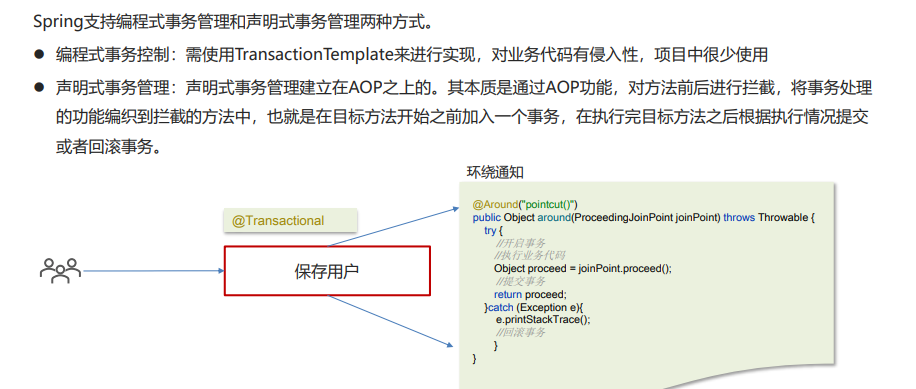 Spring支持编程式事务管理和声明式事务管理两种方式。
● 编程式事务控制：需使用TransactionTemplate来进行实现，对业务代码有侵入性，项目中很少使用
● 声明式事务管理：声明式事务管理建立在AOP之上的。其本质是通过AOP功能，对方法前后进行拦截，将事务处理
的功能编织到拦截的方法中，也就是在目标方法开始之前加入一个事务，在执行完目标方法之后根据执行情况提交
或者回滚事务。
环绕通知
@Transactional
保存用户
@Around("pointcut()")
public Object around(ProceedingJoinPoint joinPoint) throws Throwable {
try {
//开启事务
//执行业务代码
Object proceed = joinPoint.proceed();
//提交事务
return proceed;
}catch (Exception e){
e.printStackTrace();
//回滚事务
}
}